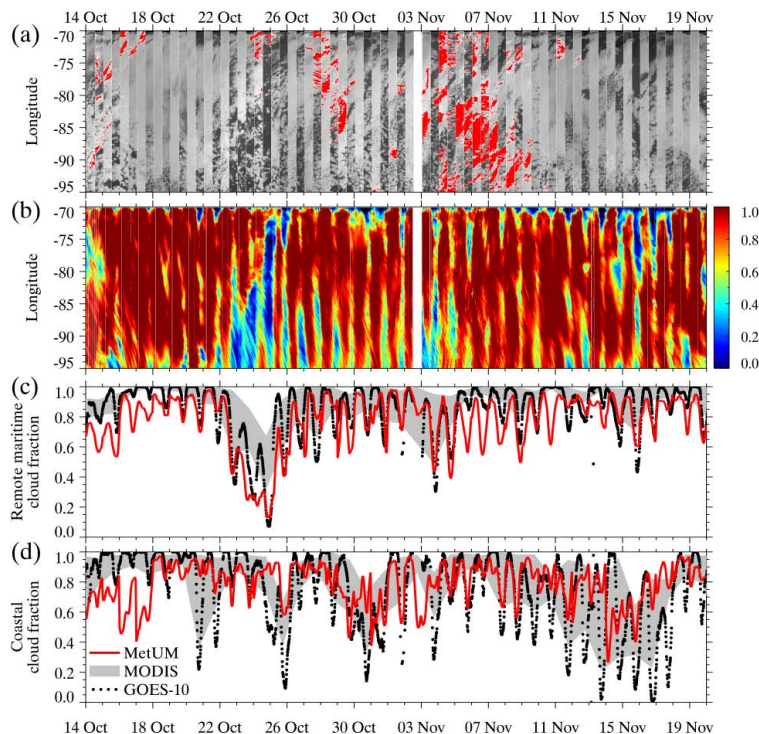 14 Oct 18 Oct 22 Oct 26 Oct 30 Oct 03 Nov 07 Nov 11 Nov 15 Nov 19 Nov
(a)
Longitude
-70
-75
-80
-85
-90
-95
(b)
Longitude
-70
-75
-80
-85
-90
-95
1.0
0.8
0.6
0.4
0.2
0.0
(c)
Remote maritime
cloud fraction
1.0
0.8
0.6
0.4
0.2
0.0
(d)
Coastal
cloud fraction
1.0
0.8
0.6
0.4
0.2
0.0
MetUM
MODIS
GOES-10
14 Oct 18 Oct 22 Oct 26 Oct 30 Oct 03 Nov 07 Nov 11 Nov 15 Nov 19 Nov